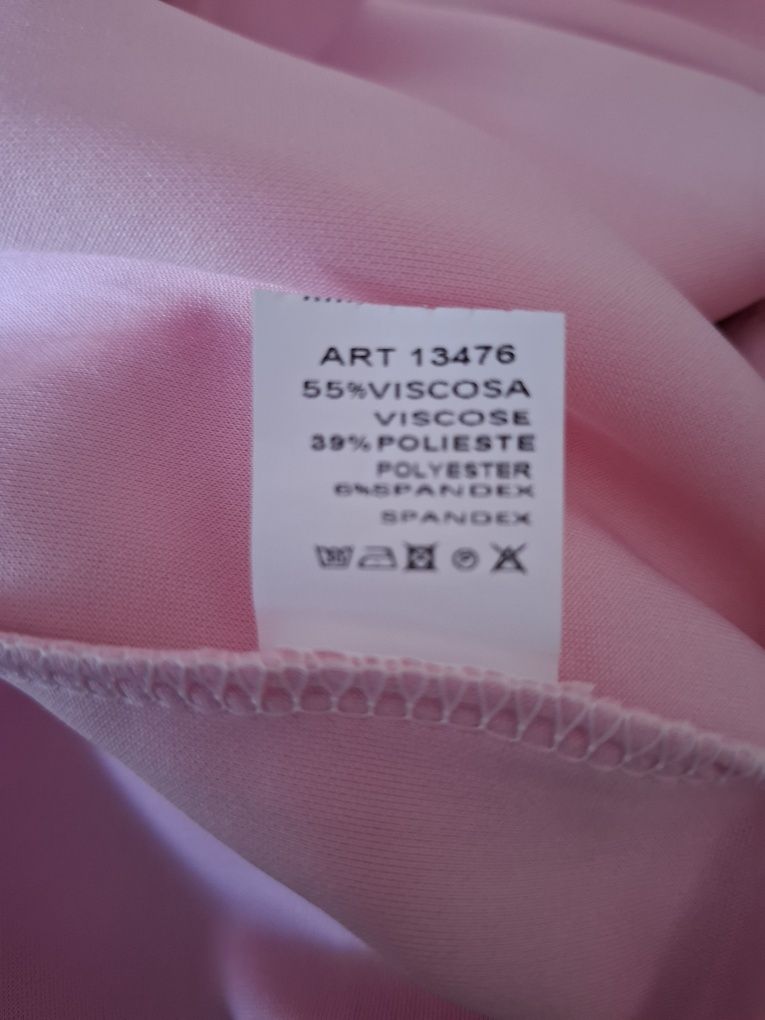 ART 13476
55%VISCOSA
VISCOSE
39%POLIESTE
POLYESTER
6%SPANDEX
SPANDEX